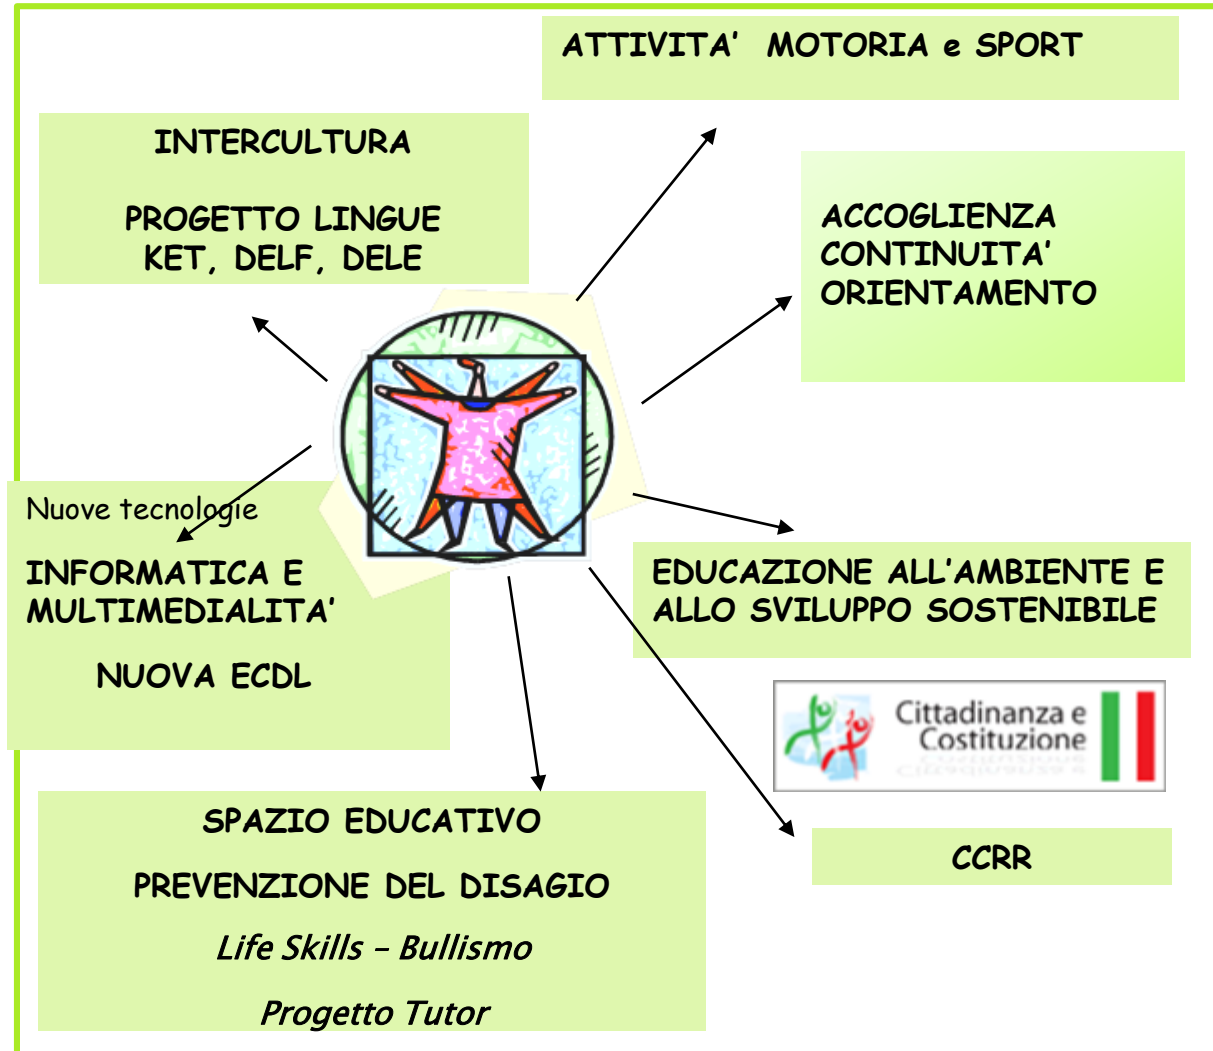 ATTIVITA’ MOTORIA e SPORT
INTERCULTURA
PROGETTO LINGUE
KET, DELF, DELE
ACCOGLIENZA
CONTINUITA’
ORIENTAMENTO
Nuove tecnologie
INFORMATICA E
MULTIMEDIALITA’
NUOVA ECDL
EDUCAZIONE ALL’AMBIENTE E
ALLO SVILUPPO SOSTENIBILE
Cittadinanza e
Costituzione
SPAZIO EDUCATIVO
PREVENZIONE DEL DISAGIO
Life Skills – Bullismo
Progetto Tutor
CCRR